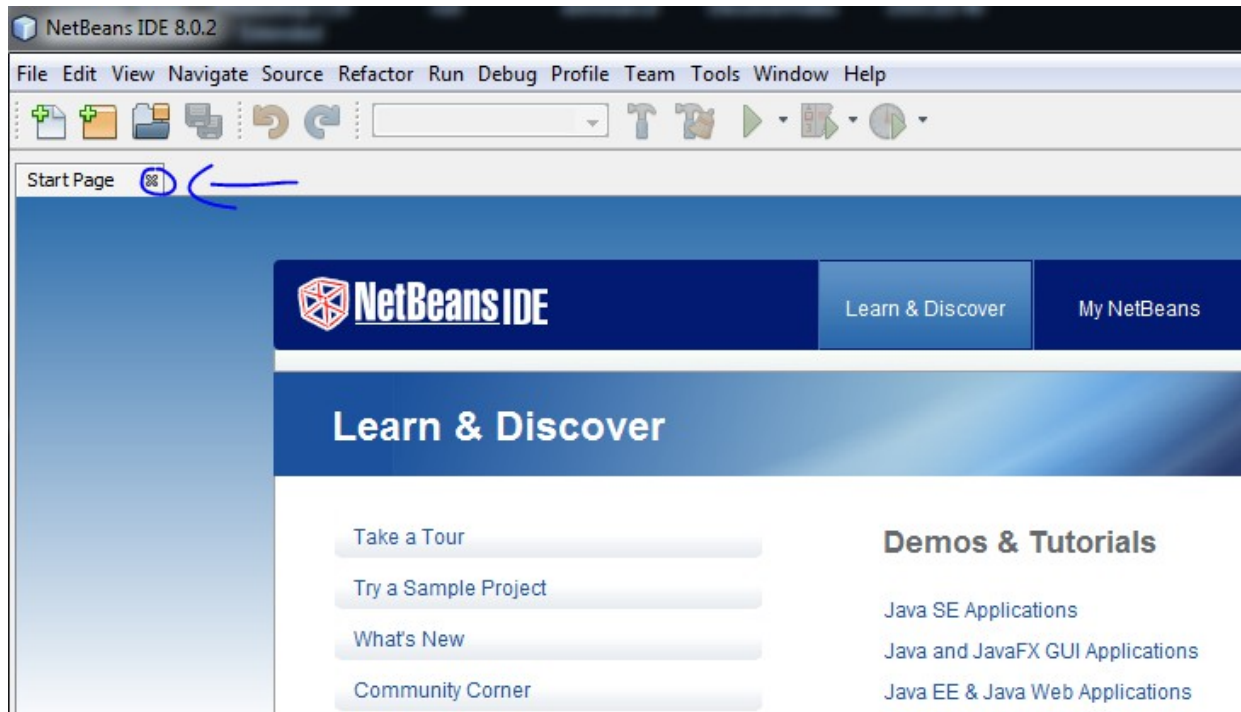 NetBeans IDE 8.0.2
File Edit View Navigate Source Refactor Run Debug Profile Team Tools Window Help
Start Page
NetBeans IDE
Learn & Discover
My NetBeans
Learn & Discover
Take a Tour
Try a Sample Project
What's New
Community Corner
Demos & Tutorials
Java SE Applications
Java and JavaFX GUI Applications
Java EE & Java Web Applications